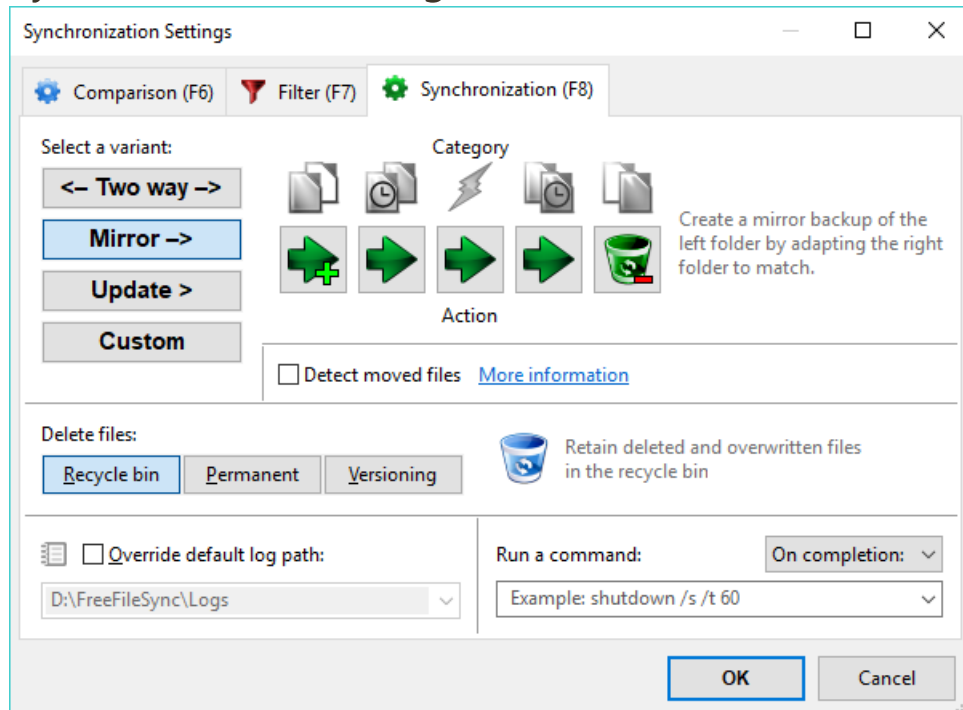 Synchronization Settings
Comparison (F6)
Filter (F7)
Synchronization (F8)
Select a variant:
Category
<– Two way –>
Mirror –>
Update >
Custom
Create a mirror backup of the
left folder by adapting the right
folder to match.
Action
Detect moved files More information
Delete files:
Recycle bin
Permanent
Versioning
Retain deleted and overwritten files
in the recycle bin
Override default log path:
D:\FreeFileSync\Logs
Run a command:
On completion:
Example: shutdown /s /t 60
OK
Cancel